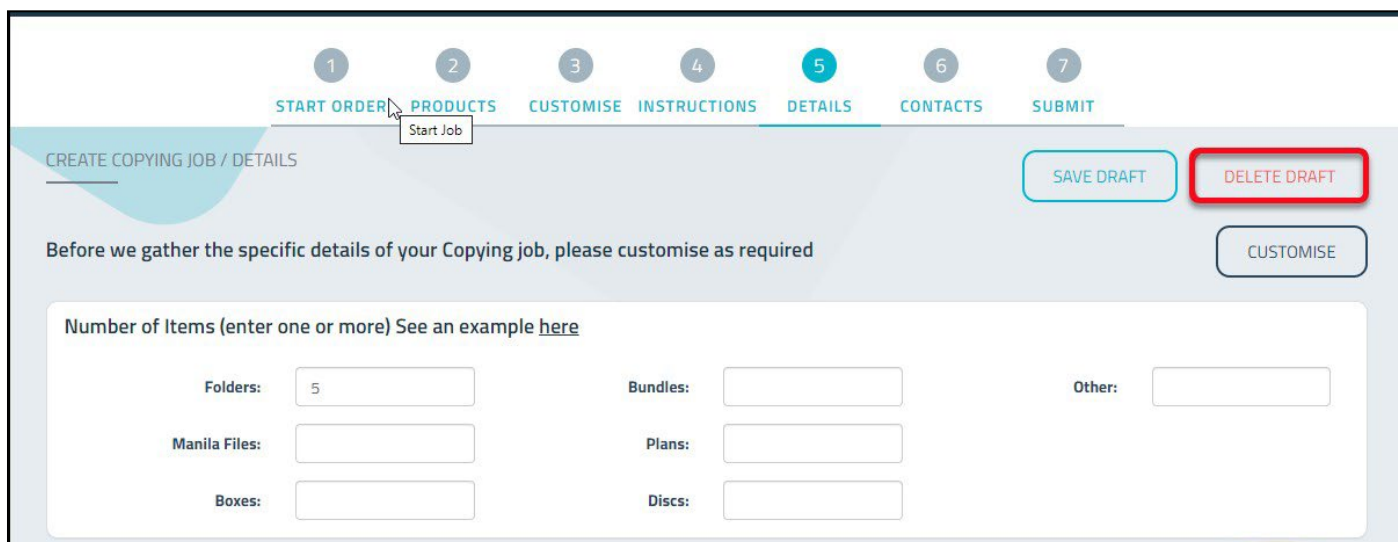 1 2 3 4 5 6 7
START ORDER PRODUCTS CUSTOMISE INSTRUCTIONS DETAILS CONTACTS SUBMIT
Start Job
CREATE COPYING JOB / DETAILS
SAVE DRAFT DELETE DRAFT
Before we gather the specific details of your Copying job, please customise as required
CUSTOMISE
Number of Items (enter one or more) See an example here
Folders: 5 Bundles: Other:
Manila Files: Plans:
Boxes: Discs: